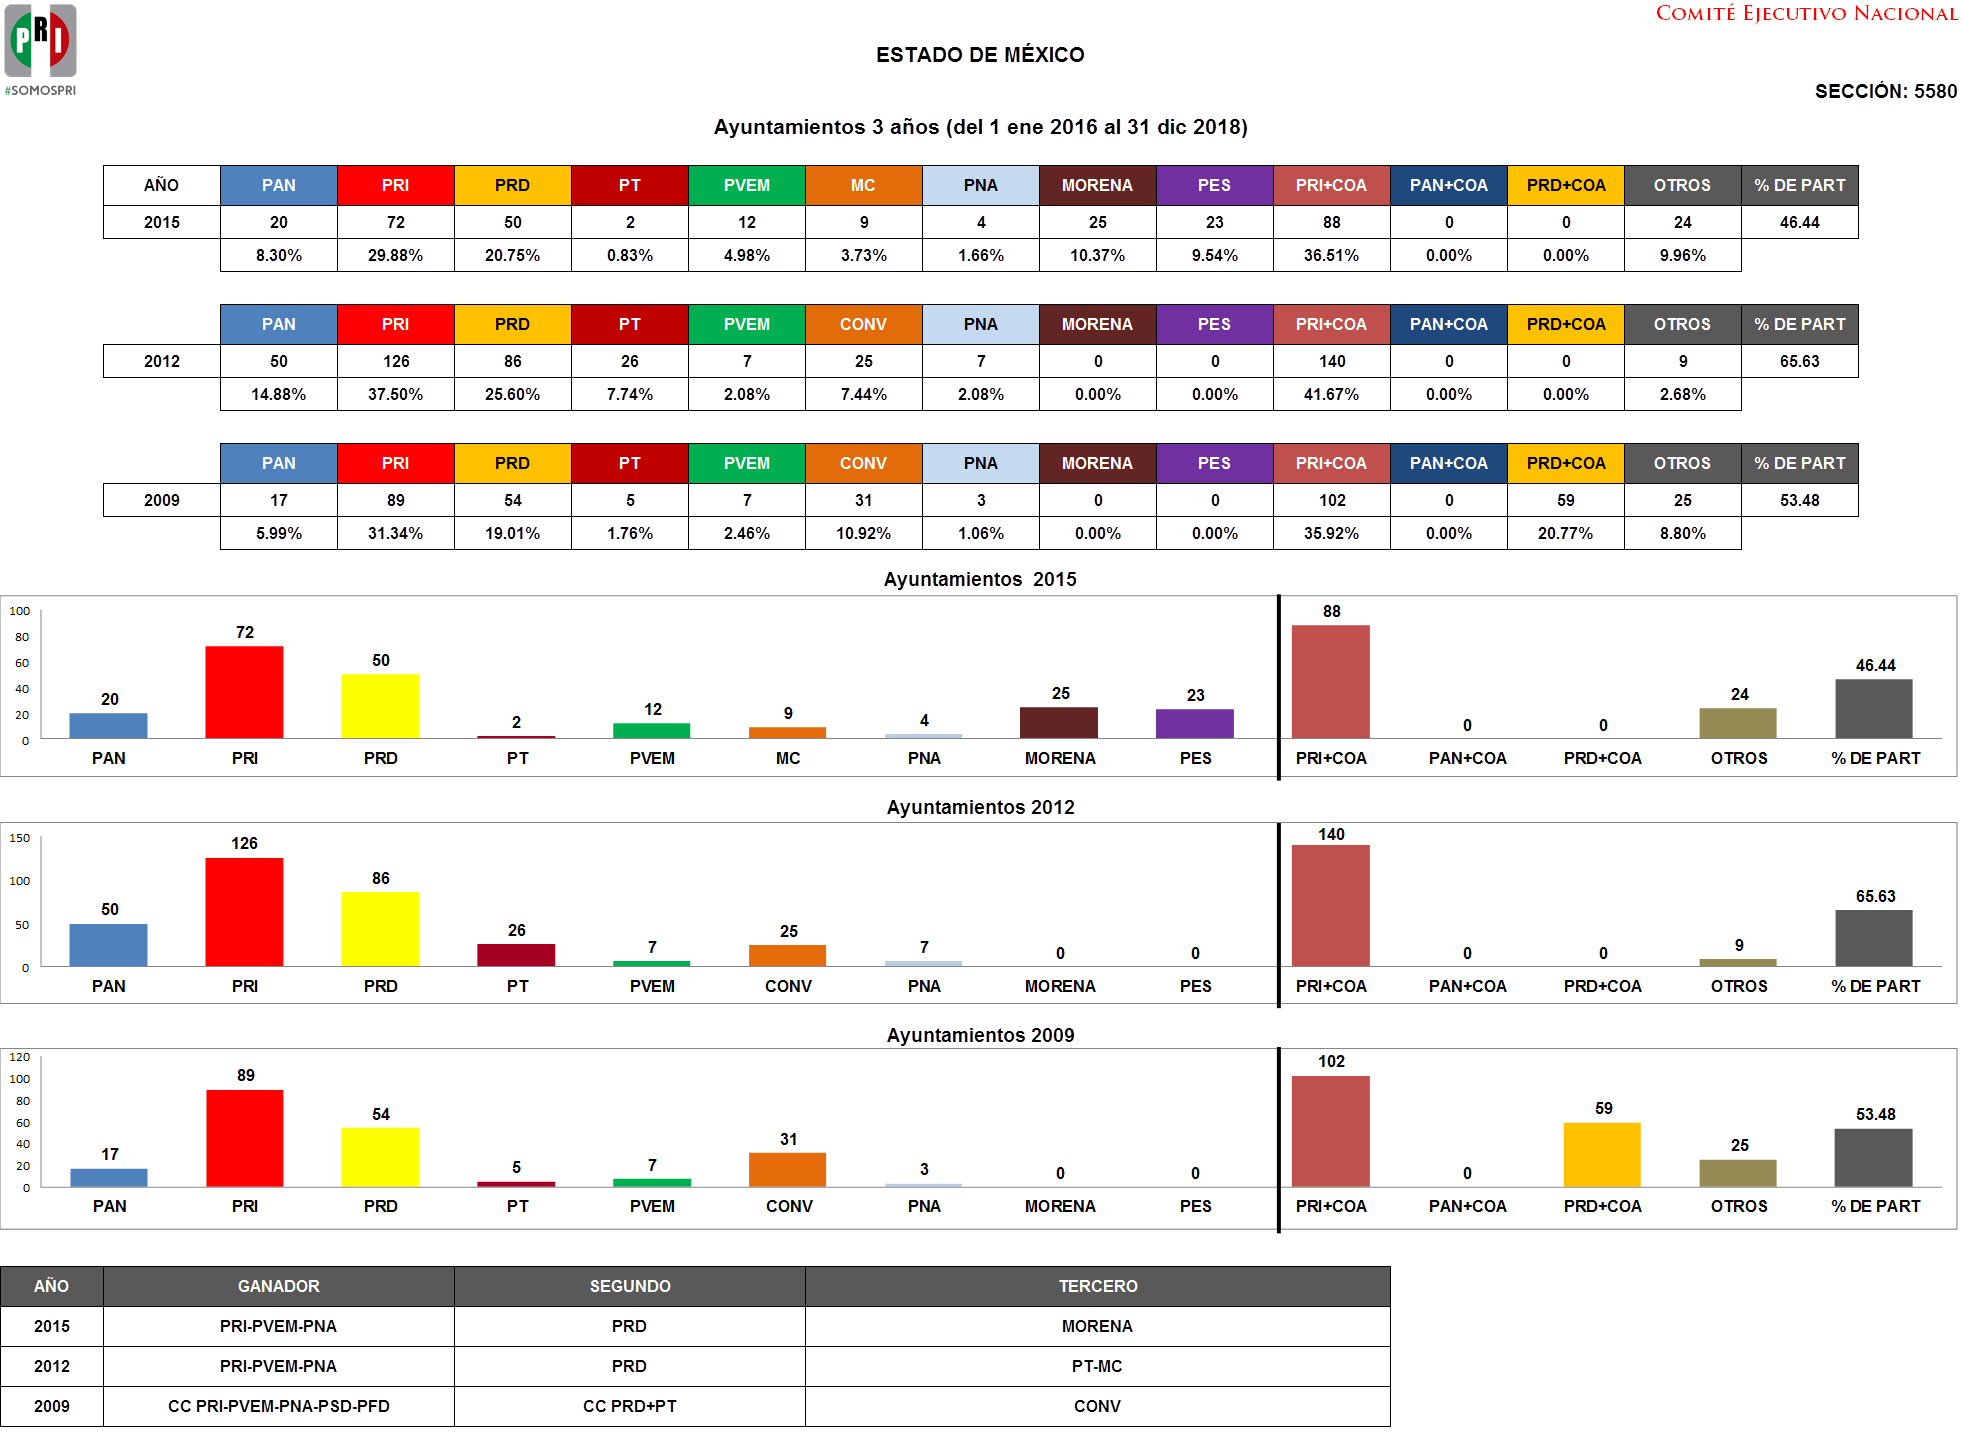 PRI
#SOMOSPRI
COMITÉ EJECUTIVO NACIONAL
ESTADO DE MÉXICO
SECCIÓN: 5580
Ayuntamientos 3 años (del 1 ene 2016 al 31 dic 2018)
AÑO PAN PRI PRD PT PVEM MC PNA MORENA PES PRI+COA PAN+COA PRD+COA OTROS % DE PART
2015 20 72 50 2 12 9 4 25 23 88 0 0 24 46.44
8.30% 29.88% 20.75% 0.83% 4.98% 3.73% 1.66% 10.37% 9.54% 36.51% 0.00% 0.00% 9.96%
PAN PRI PRD PT PVEM CONV PNA MORENA PES PRI+COA PAN+COA PRD+COA OTROS % DE PART
2012 50 126 86 26 7 25 7 0 0 140 0 0 9 65.63
14.88% 37.50% 25.60% 7.74% 2.08% 7.44% 2.08% 0.00% 0.00% 41.67% 0.00% 0.00% 2.68%
PAN PRI PRD PT PVEM CONV PNA MORENA PES PRI+COA PAN+COA PRD+COA OTROS % DE PART
2009 17 89 54 5 7 31 3 0 0 102 0 59 25 53.48
5.99% 31.34% 19.01% 1.76% 2.46% 10.92% 1.06% 0.00% 0.00% 35.92% 0.00% 20.77% 8.80%
Ayuntamientos 2015
100
80
60
40
20
0
20 72 50 2 12 9 4 25 23 88 0 0 24 46.44
PAN PRI PRD PT PVEM MC PNA MORENA PES PRI+COA PAN+COA PRD+COA OTROS % DE PART
Ayuntamientos 2012
150
100
50
0
50 126 86 26 7 25 7 0 0 140 0 0 9 65.63
PAN PRI PRD PT PVEM CONV PNA MORENA PES PRI+COA PAN+COA PRD+COA OTROS % DE PART
Ayuntamientos 2009
120
100
80
60
40
20
0
17 89 54 5 7 31 3 0 0 102 0 59 25 53.48
PAN PRI PRD PT PVEM CONV PNA MORENA PES PRI+COA PAN+COA PRD+COA OTROS % DE PART
AÑO GANADOR SEGUNDO TERCERO
2015 PRI-PVEM-PNA PRD MORENA
2012 PRI-PVEM-PNA PRD PT-MC
2009 CC PRI-PVEM-PNA-PSD-PFD CC PRD+PT CONV